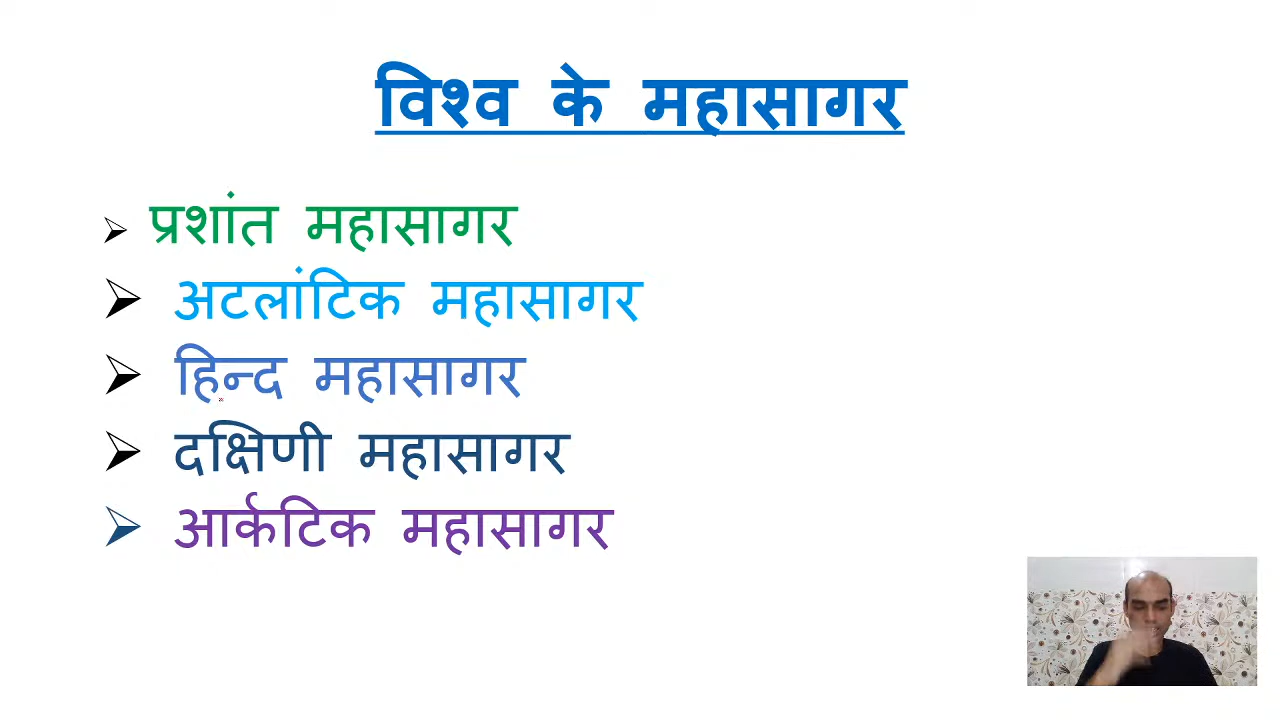 विश्व के महासागर
प्रशांत महासागर
अटलांटिक महासागर
हिन्द महासागर
दक्षिणी महासागर
आर्कटिक महासागर